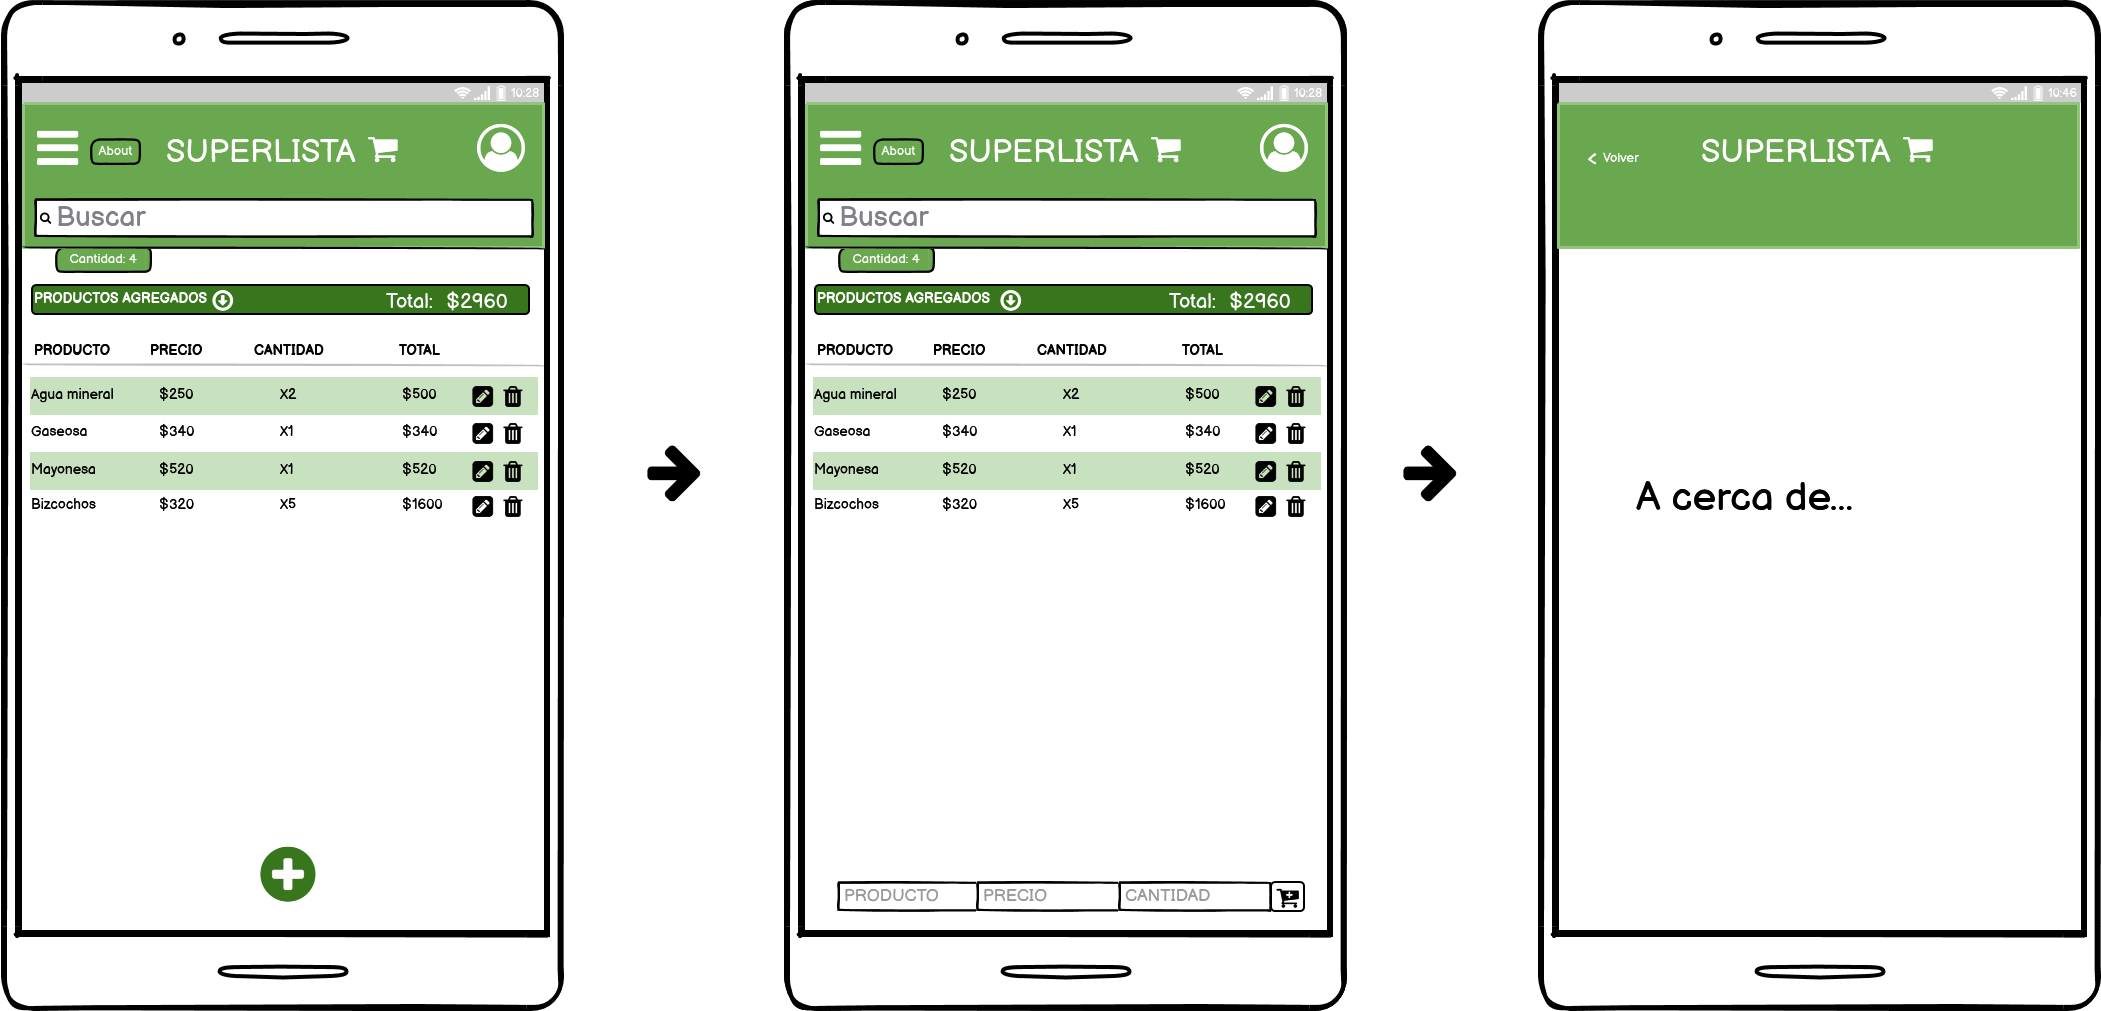 10:28
About SUPERLISTA
Buscar
Cantidad: 4
PRODUCTOS AGREGADOS Total: $2960
PRODUCTO PRECIO CANTIDAD TOTAL
Agua mineral $250 X2 $500
Gaseosa $340 X1 $340
Mayonesa $520 X1 $520
Bizcochos $320 X5 $1600
10:28
About SUPERLISTA
Buscar
Cantidad: 4
PRODUCTOS AGREGADOS Total: $2960
PRODUCTO PRECIO CANTIDAD TOTAL
Agua mineral $250 X2 $500
Gaseosa $340 X1 $340
Mayonesa $520 X1 $520
Bizcochos $320 X5 $1600
PRODUCTO PRECIO CANTIDAD
10:46
Volver SUPERLISTA
A cerca de...